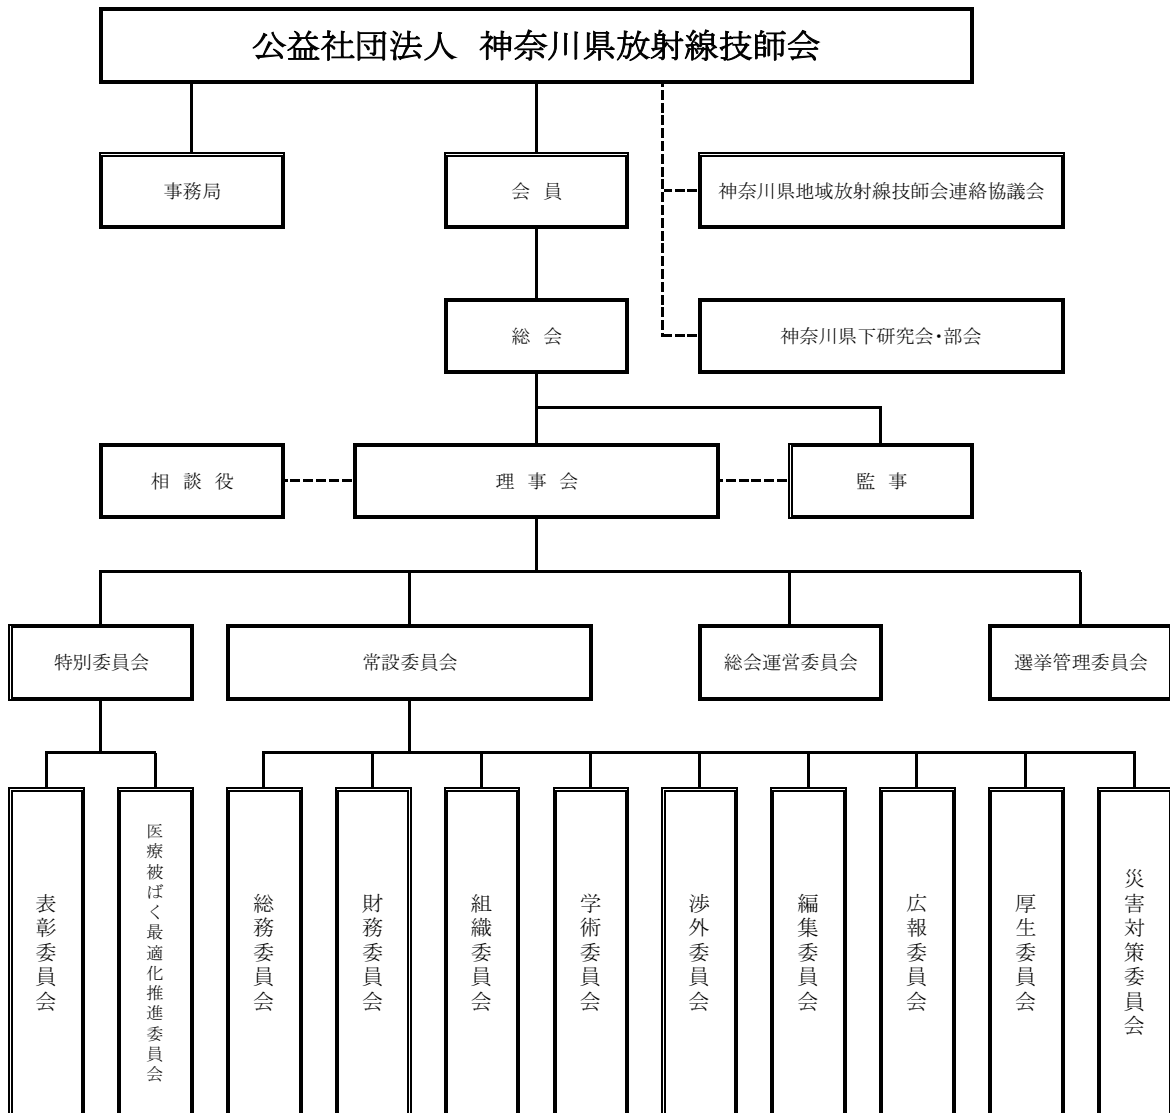 公益社団法人 神奈川県放射線技師会
事務局
会 員
神奈川県地域放射線技師会連絡協議会
総 会
神奈川県下研究会・部会
相 談 役
理 事 会
監 事
特別委員会
常設委員会
総会運営委員会
選挙管理委員会
表彰委員会
医療被ばく最適化推進委員会
総務委員会
財務委員会
組織委員会
学術委員会
渉外委員会
編集委員会
広報委員会
厚生委員会
災害対策委員会